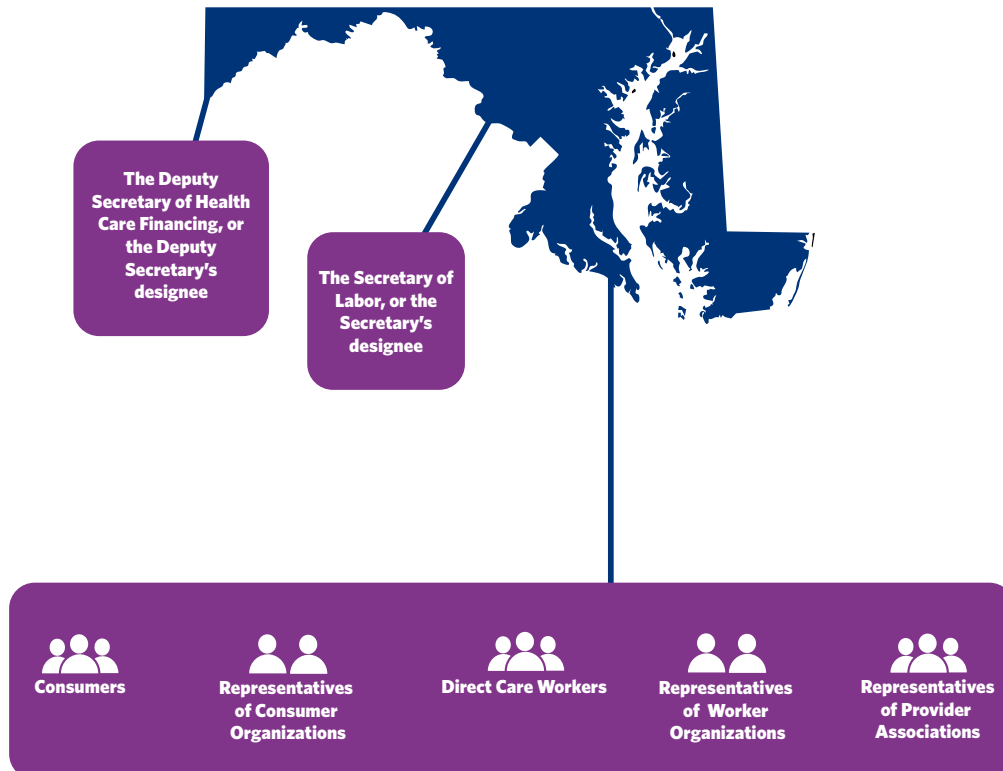 The Deputy
Secretary of Health
Care Financing, or
the Deputy
Secretary’s
designee
The Secretary of
Labor, or the
Secretary’s
designee
Consumers
Representatives
of Consumer
Organizations
Direct Care Workers
Representatives
of Worker
Organizations
Representatives
of Provider
Associations